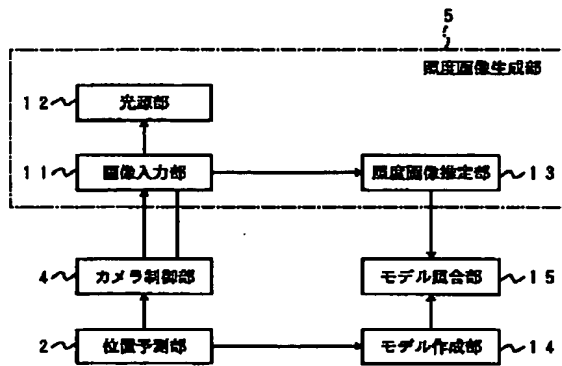 5
照度画像生成部
12 光源部
11 画像入力部 照度画像推定部 13
4 カメラ制御部 モデル照合部 15
2 位置予測部 モデル作成部 14